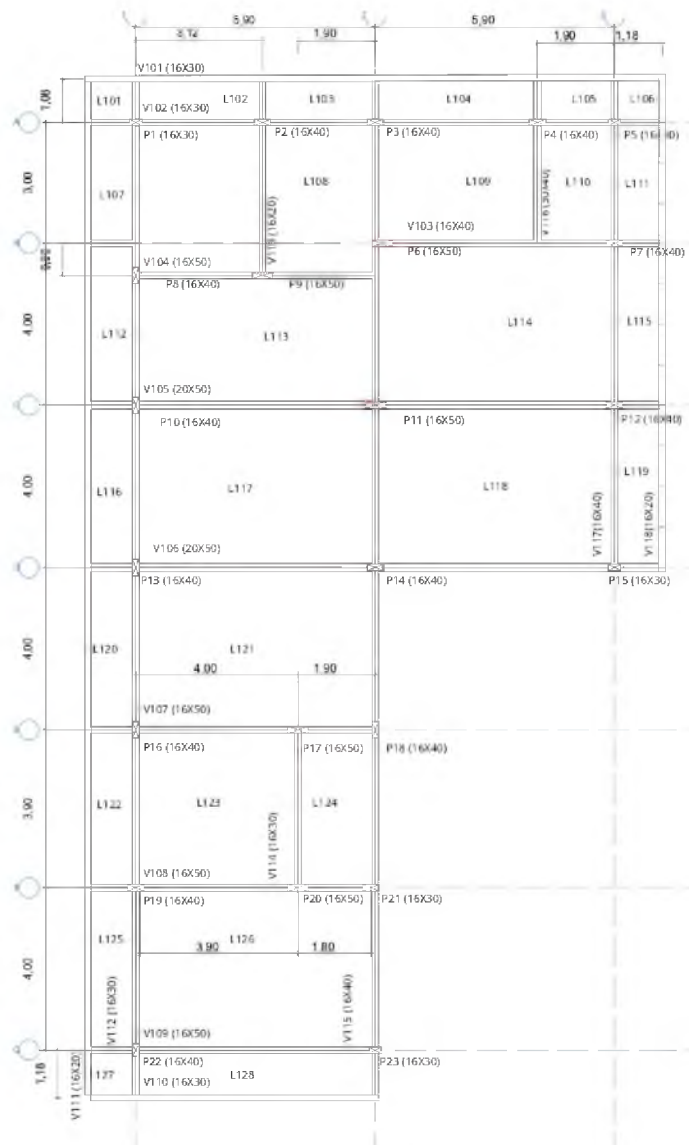 5,90 5,90
3,12 1,90 1,90 1,18
V101 (16X30)
L101 L102 L103 L104 L105 L106
V102 (16X30)
1,08
P1 (16X30) P2 (16X40) P3 (16X40) P4 (16X40)
L107 L108 L109 L110 L111
3,00
V103 (16X40)
P6 (16X50) P7 (16X40)
V104 (16X50)
P8 (16X40) P9 (16X50)
L112 L113 L114 L115
4,00
V105 (20X50)
P10 (16X40) P11 (16X50) P12 (16X40)
L116 L117 L118 L119
4,00
V117(16X40) V118(16X20)
V106 (20X50)
P13 (16X40) P14 (16X40) P15 (16X30)
L120 L121
4,00
4,00 1,90
V107 (16X50)
P16 (16X40) P17 (16X50) P18 (16X40)
L122 L123 L124
3,90
V114 (16X30)
V108 (16X50)
P19 (16X40) P20 (16X50) P21 (16X30)
L125 L126
3,90 1,80
4,00
V112 (16X30) V115 (16X40)
V109 (16X50)
P22 (16X40) P23 (16X30)
L128
V110 (16X30)
1,18
V111 (16X20)